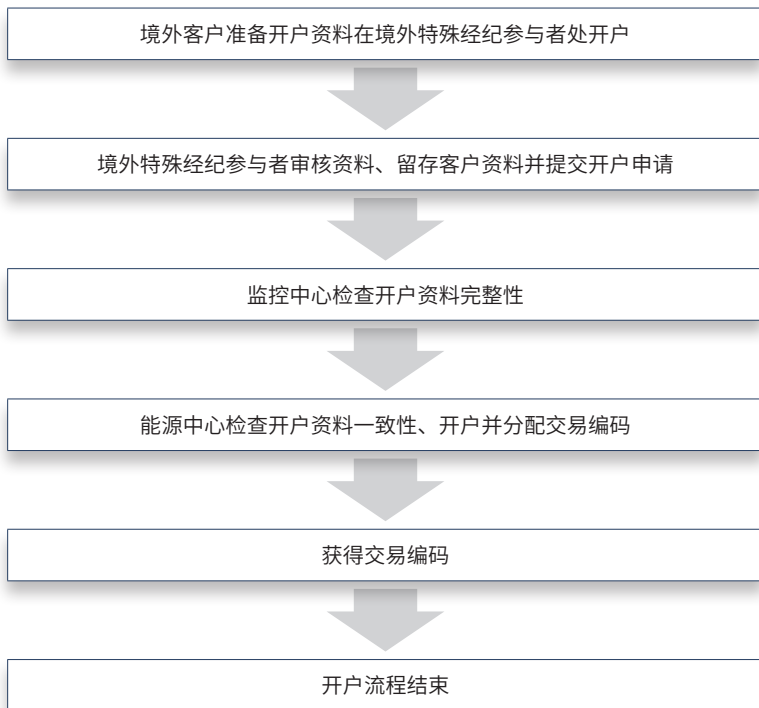 境外客户准备开户资料在境外特殊经纪参与者处开户
境外特殊经纪参与者审核资料、留存客户资料并提交开户申请
监控中心检查开户资料完整性
能源中心检查开户资料一致性、开户并分配交易编码
获得交易编码
开户流程结束